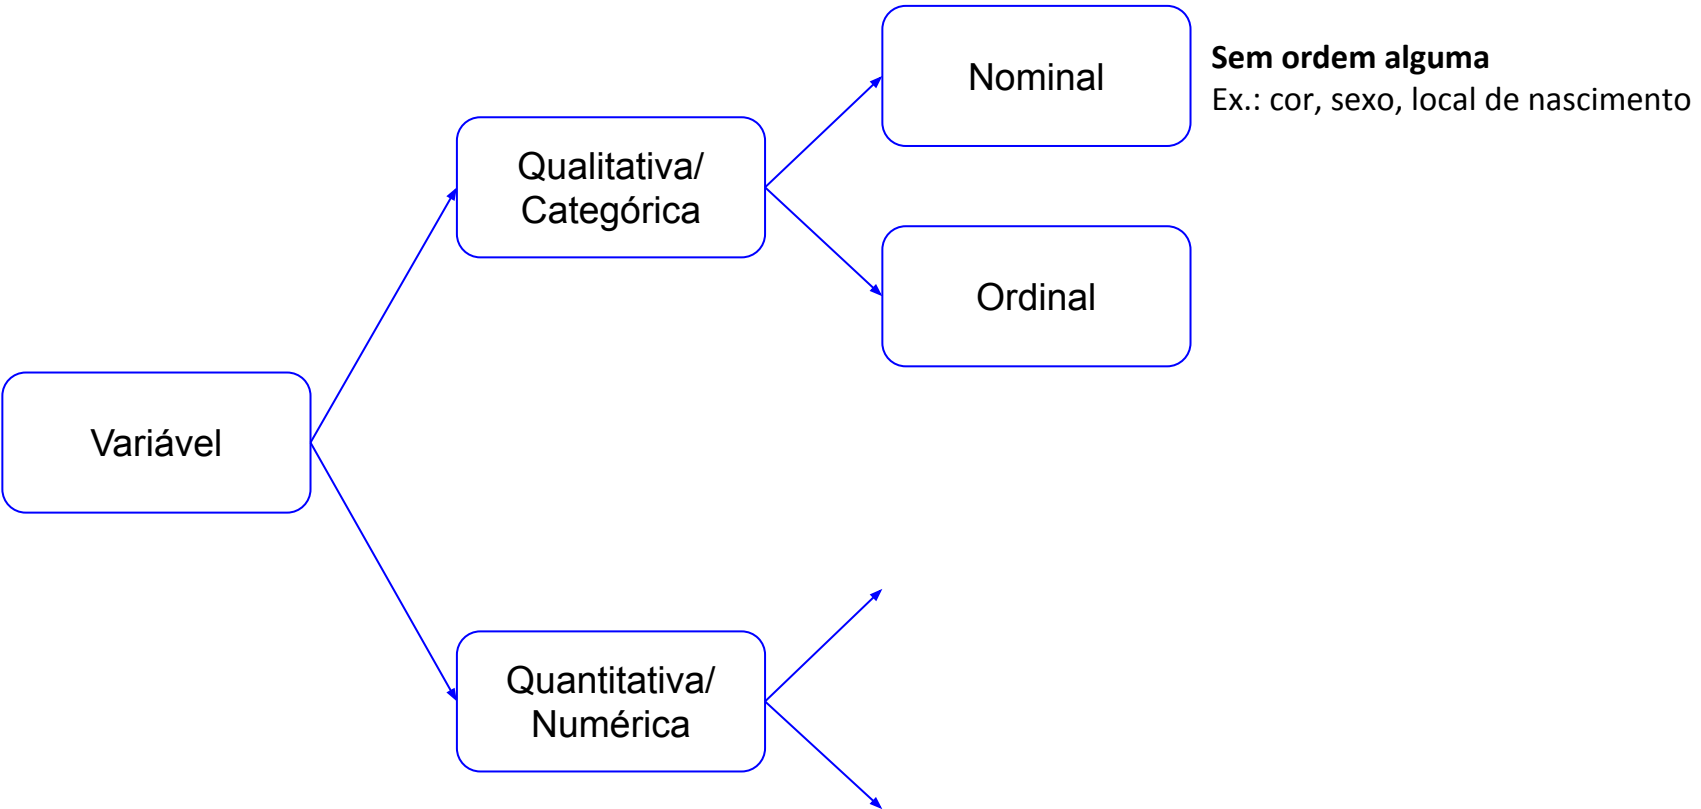 Nominal
Sem ordem alguma
Ex.: cor, sexo, local de nascimento
Qualitativa/
Categórica
Ordinal
Variável
Quantitativa/
Numérica